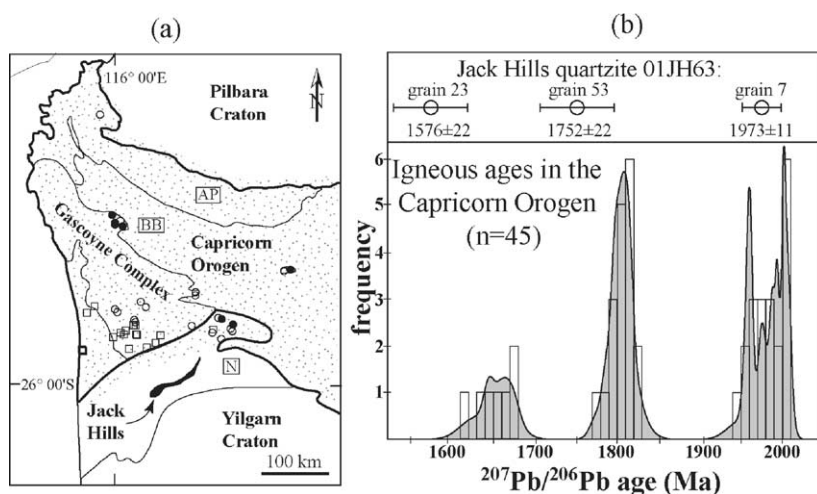 (a)
116° 00'E
Pilbara
Craton
N
AP
BB
Gascoyne Complex
Capricorn
Orogen
N
26° 00'S
Jack
Hills
Yilgarn
Craton
100 km
(b)
Jack Hills quartzite 01JH63:
grain 23 grain 53 grain 7
1576±22 1752±22 1973±11
Igneous ages in the
Capricorn Orogen
(n=45)
frequency
6
5
4
3
2
1
1600 1700 1800 1900 2000
207Pb/206Pb age (Ma)